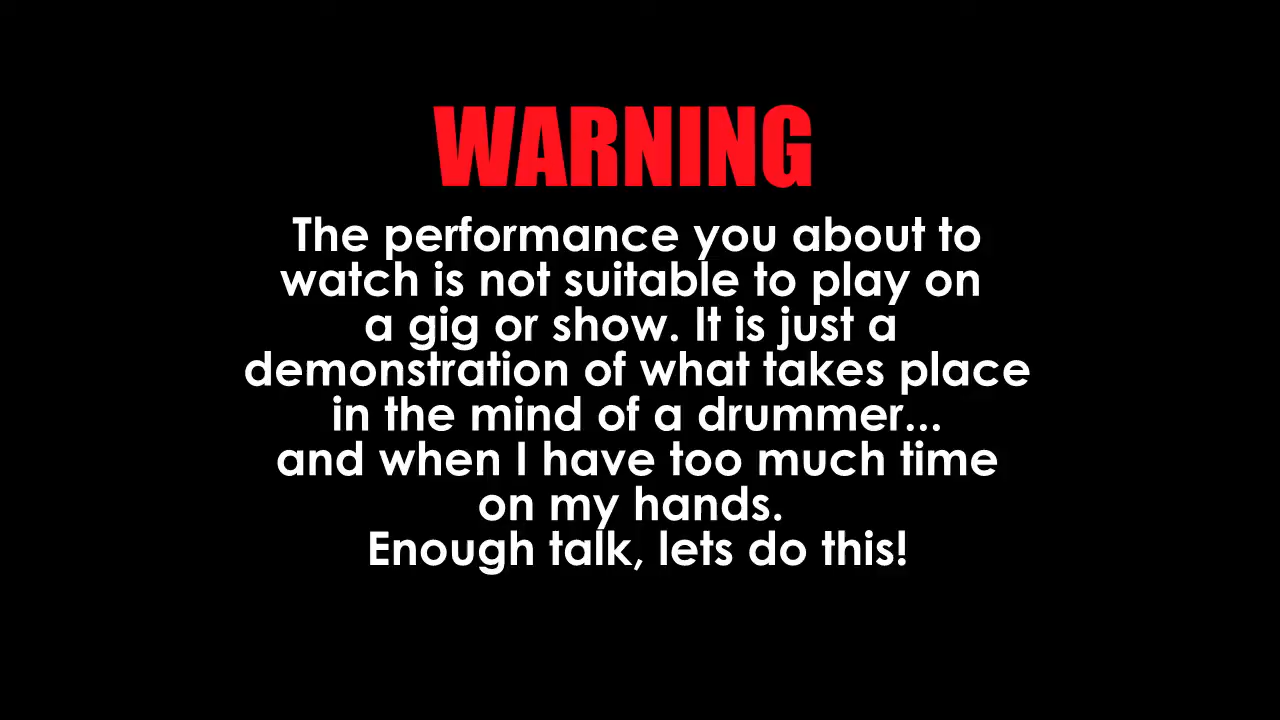 WARNING
The performance you about to
watch is not suitable to play on
a gig or show. It is just a
demonstration of what takes place
in the mind of a drummer...
and when I have too much time
on my hands.
Enough talk, lets do this!